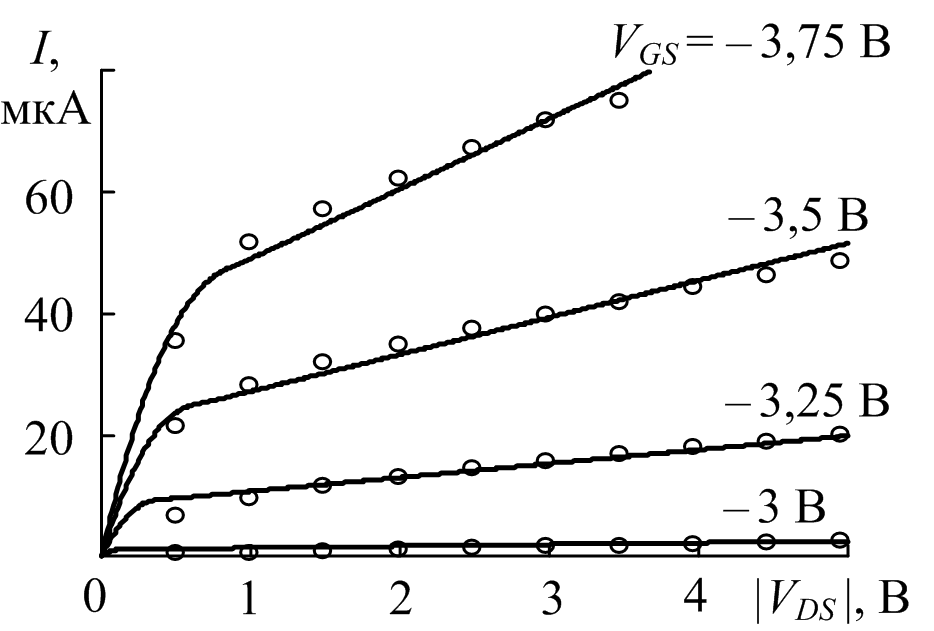 V_GS = – 3,75 В
I,
мкА
60
– 3,5 В
40
– 3,25 В
20
– 3 В
0 1 2 3 4 |V_DS|, В